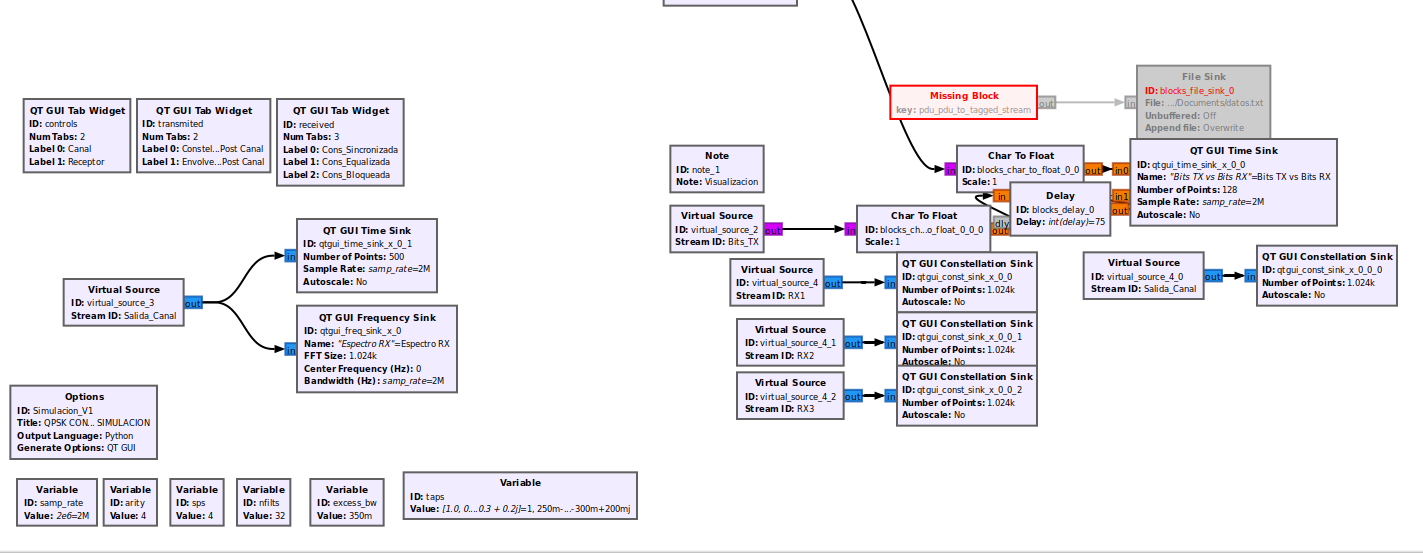 QT GUI Tab Widget
ID: controls
Num Tabs: 2
Label 0: Canal
Label 1: Receptor
QT GUI Tab Widget
ID: transmited
Num Tabs: 2
Label 0: Constel...Post Canal
Label 1: Envolve...Post Canal
QT GUI Tab Widget
ID: received
Num Tabs: 3
Label 0: Cons_Sincronizada
Label 1: Cons_Equalizada
Label 2: Cons_Bloqueada
Missing Block
key: pdu_pdu_to_tagged_stream
out
in
File Sink
ID: blocks_file_sink_0
File: .../Documents/datos.txt
Unbuffered: Off
Append file: Overwrite
Note
ID: note_1
Note: Visualizacion
in
Char To Float
ID: blocks_char_to_float_0_0
Scale: 1
out
in0
in1
QT GUI Time Sink
ID: qtgui_time_sink_x_0_0
Name: "Bits TX vs Bits RX"=Bits TX vs Bits RX
Number of Points: 128
Sample Rate: samp_rate=2M
Autoscale: No
in
dly
Delay
ID: blocks_delay_0
Delay: int(delay)=75
out
Virtual Source
ID: virtual_source_2
Stream ID: Bits_TX
out
in
Char To Float
ID: blocks_ch...o_float_0_0_0
Scale: 1
out
QT GUI Time Sink
ID: qtgui_time_sink_x_0_1
Number of Points: 500
Sample Rate: samp_rate=2M
Autoscale: No
in
Virtual Source
ID: virtual_source_3
Stream ID: Salida_Canal
out
in
QT GUI Frequency Sink
ID: qtgui_freq_sink_x_0
Name: "Espectro RX"=Espectro RX
FFT Size: 1.024k
Center Frequency (Hz): 0
Bandwidth (Hz): samp_rate=2M
Virtual Source
ID: virtual_source_4
Stream ID: RX1
out
in
QT GUI Constellation Sink
ID: qtgui_const_sink_x_0_0
Number of Points: 1.024k
Autoscale: No
Virtual Source
ID: virtual_source_4_0
Stream ID: Salida_Canal
out
in
QT GUI Constellation Sink
ID: qtgui_const_sink_x_0_0_0
Number of Points: 1.024k
Autoscale: No
Virtual Source
ID: virtual_source_4_1
Stream ID: RX2
out
in
QT GUI Constellation Sink
ID: qtgui_const_sink_x_0_0_1
Number of Points: 1.024k
Autoscale: No
Virtual Source
ID: virtual_source_4_2
Stream ID: RX3
out
in
QT GUI Constellation Sink
ID: qtgui_const_sink_x_0_0_2
Number of Points: 1.024k
Autoscale: No
Options
ID: Simulacion_V1
Title: QPSK CON... SIMULACION
Output Language: Python
Generate Options: QT GUI
Variable
ID: samp_rate
Value: 2e6=2M
Variable
ID: arity
Value: 4
Variable
ID: sps
Value: 4
Variable
ID: nfilts
Value: 32
Variable
ID: excess_bw
Value: 350m
Variable
ID: taps
Value: [1.0, 0....0.3 + 0.2j]=1, 250m-...-300m+200mj